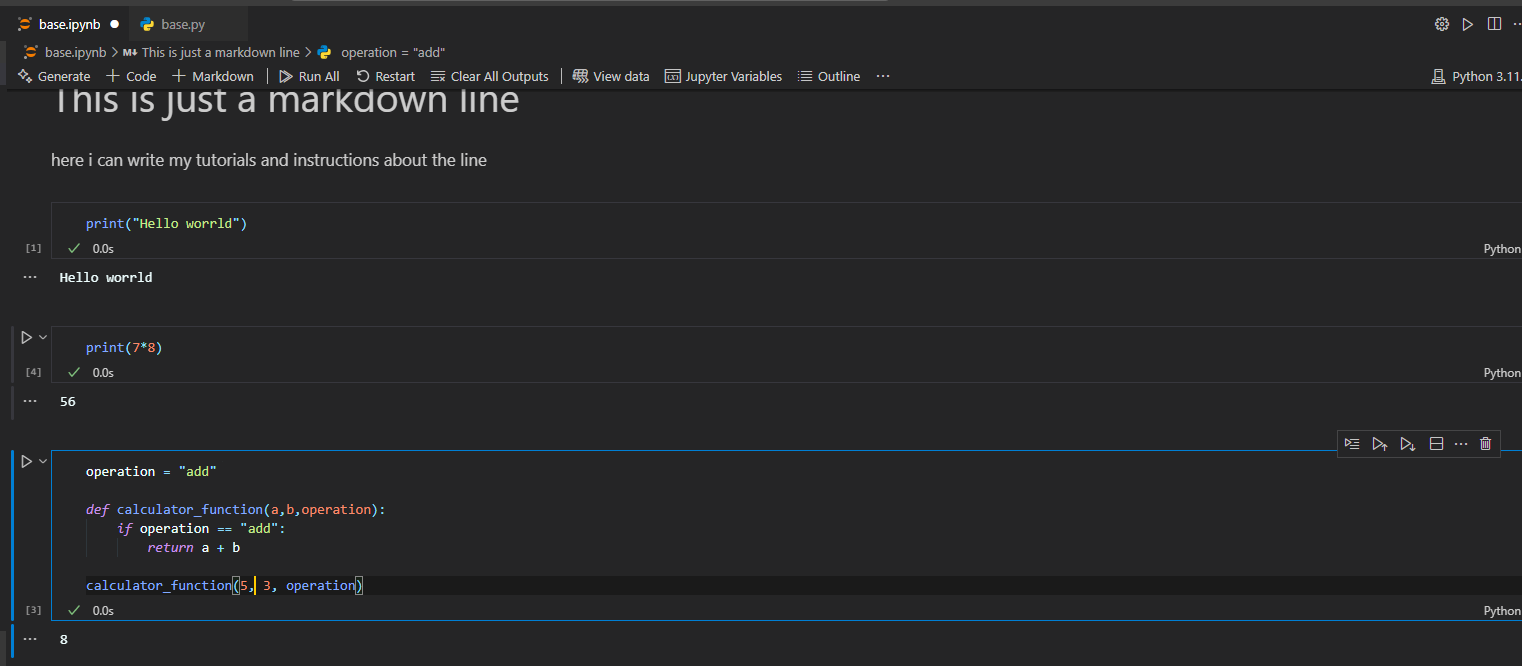 base.ipynb base.py
base.ipynb > M↓ This is just a markdown line > operation = "add"
Generate + Code + Markdown | Run All Restart Clear All Outputs | View data Jupyter Variables Outline ... Python 3.11.
This is just a markdown line
here i can write my tutorials and instructions about the line
print("Hello worrld")
[1] ✓ 0.0s Python
... Hello worrld
print(7*8)
[4] ✓ 0.0s Python
... 56
operation = "add"
def calculator_function(a,b,operation):
if operation == "add":
return a + b
calculator_function(5, 3, operation)
[3] ✓ 0.0s Python
... 8